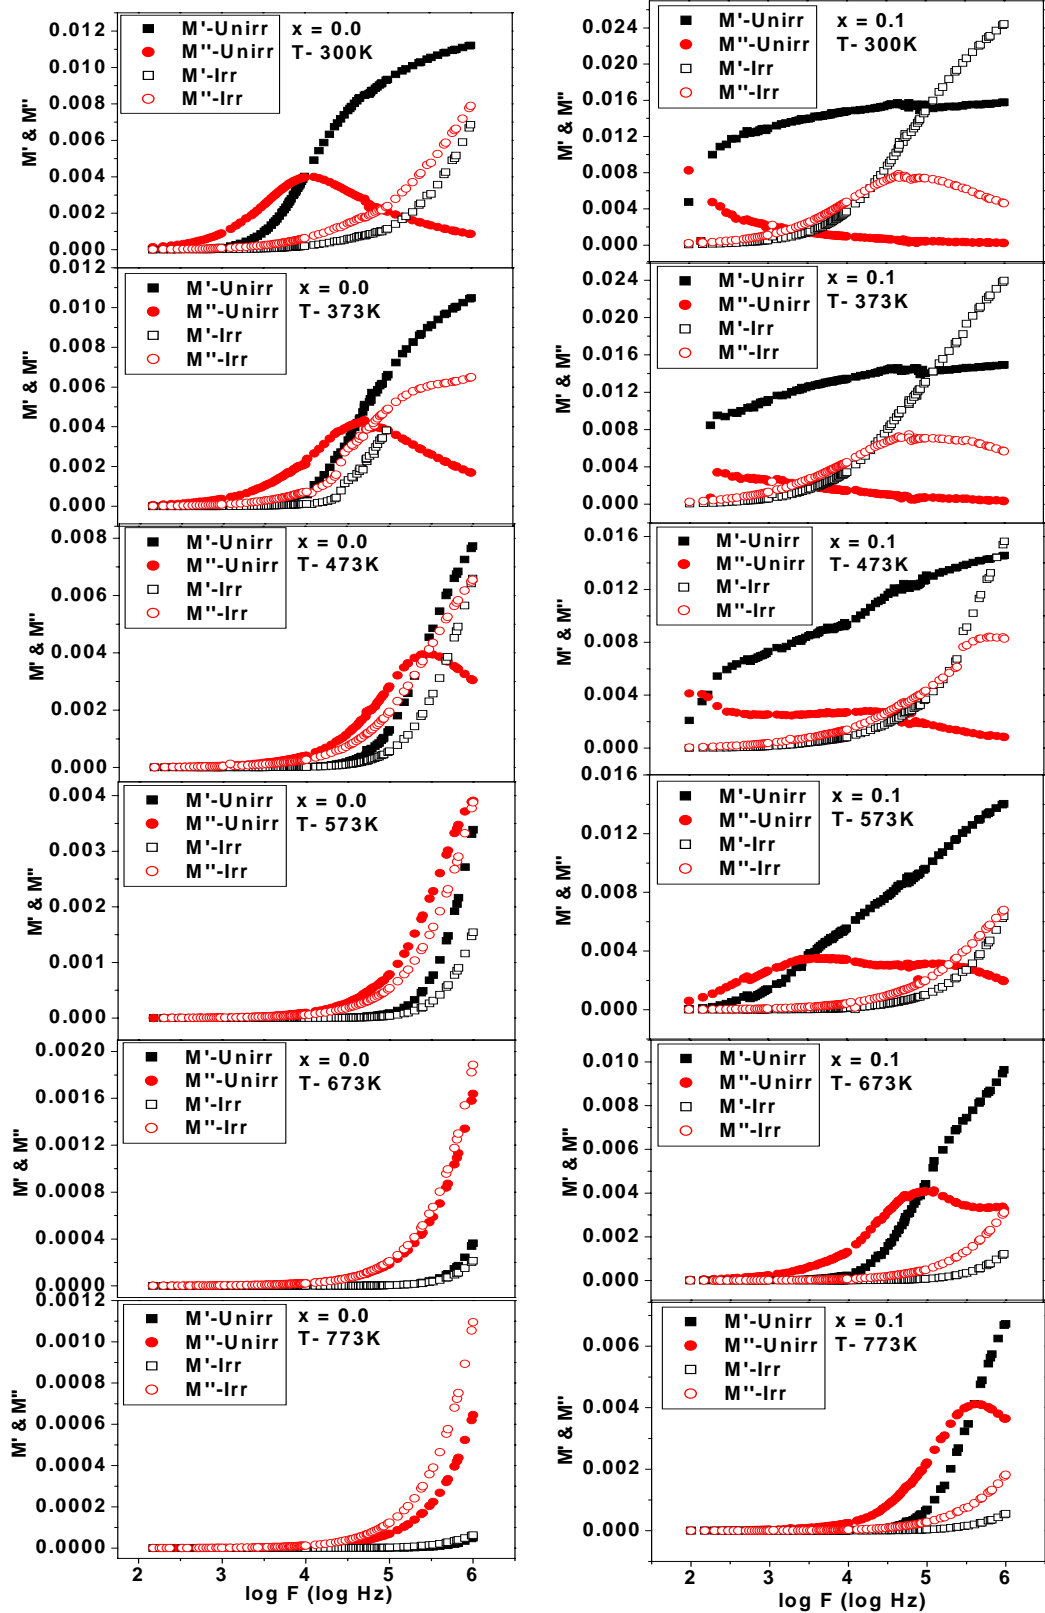 0.012
0.010
0.008
0.006
0.004
0.002
0.000
M' & M"
M'-Unirr
M"-Unirr
M'-Irr
M"-Irr
x = 0.0
T- 300K
0.012
0.010
0.008
0.006
0.004
0.002
0.000
M' & M"
M'-Unirr
M"-Unirr
M'-Irr
M"-Irr
x = 0.0
T- 373K
0.008
0.006
0.004
0.002
0.000
M' & M"
M'-Unirr
M"-Unirr
M'-Irr
M"-Irr
x = 0.0
T- 473K
0.004
0.003
0.002
0.001
0.000
M' & M"
M'-Unirr
M"-Unirr
M'-Irr
M"-Irr
x = 0.0
T- 573K
0.0020
0.0016
0.0012
0.0008
0.0004
0.0000
M' & M"
M'-Unirr
M"-Unirr
M'-Irr
M"-Irr
x = 0.0
T- 673K
0.0012
0.0010
0.0008
0.0006
0.0004
0.0002
0.0000
M' & M"
M'-Unirr
M"-Unirr
M'-Irr
M"-Irr
x = 0.0
T- 773K
2 3 4 5 6
log F (log Hz)
0.024
0.020
0.016
0.012
0.008
0.004
0.000
M' & M"
M'-Unirr
M"-Unirr
M'-Irr
M"-Irr
x = 0.1
T- 300K
0.024
0.020
0.016
0.012
0.008
0.004
0.000
M' & M"
M'-Unirr
M"-Unirr
M'-Irr
M"-Irr
x = 0.1
T- 373K
0.016
0.012
0.008
0.004
0.000
M' & M"
M'-Unirr
M"-Unirr
M'-Irr
M"-Irr
x = 0.1
T- 473K
0.016
0.012
0.008
0.004
0.000
M' & M"
M'-Unirr
M"-Unirr
M'-Irr
M"-Irr
x = 0.1
T- 573K
0.010
0.008
0.006
0.004
0.002
0.000
M' & M"
M'-Unirr
M"-Unirr
M'-Irr
M"-Irr
x = 0.1
T- 673K
0.006
0.004
0.002
0.000
M' & M"
M'-Unirr
M"-Unirr
M'-Irr
M"-Irr
x = 0.1
T- 773K
2 3 4 5 6
log F (log Hz)